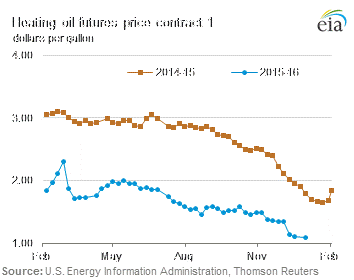 Heating oil futures price contract 1
dollars per gallon
eia
4.00
2014-15
2015-16
3.00
2.00
1.00
Feb May Aug Nov Feb
Source: U.S. Energy Information Administration, Thomson Reuters